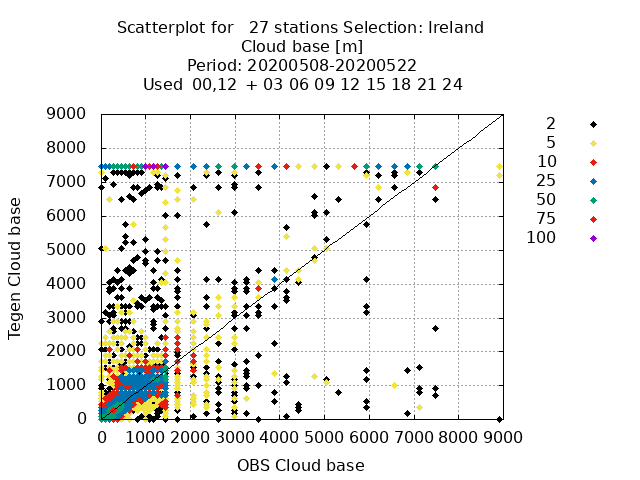 Scatterplot for   27 stations Selection: Ireland
Cloud base [m]
Period: 20200508-20200522
Used  00,12  + 03 06 09 12 15 18 21 24
9000
8000
7000
6000
5000
4000
3000
2000
1000
0
Tegen Cloud base
0 1000 2000 3000 4000 5000 6000 7000 8000 9000
OBS Cloud base
2
5
10
25
50
75
100